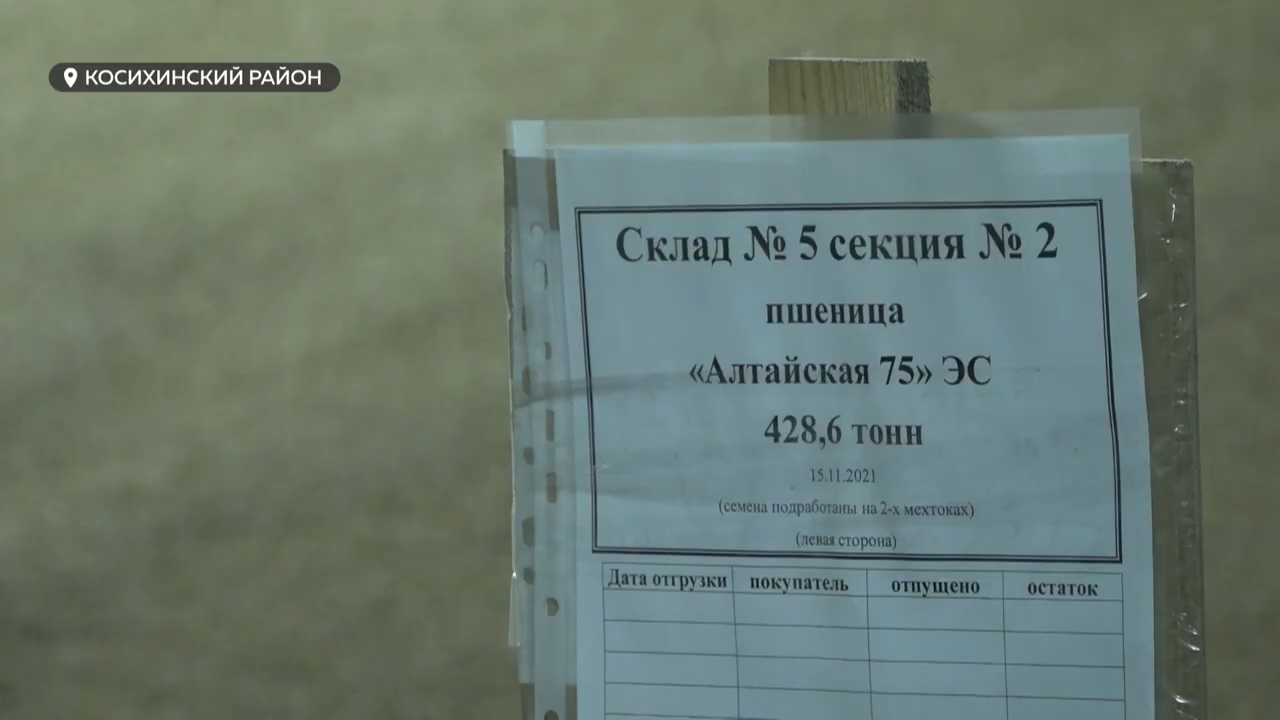 КОСИХИНСКИЙ РАЙОН
Склад № 5 секция № 2
пшеница
«Алтайская 75» ЭС
428,6 тонн
15.11.2021
(семена подработаны на 2-х мехтоках)
(левая сторона)
Дата отгрузки покупатель отпущено остаток